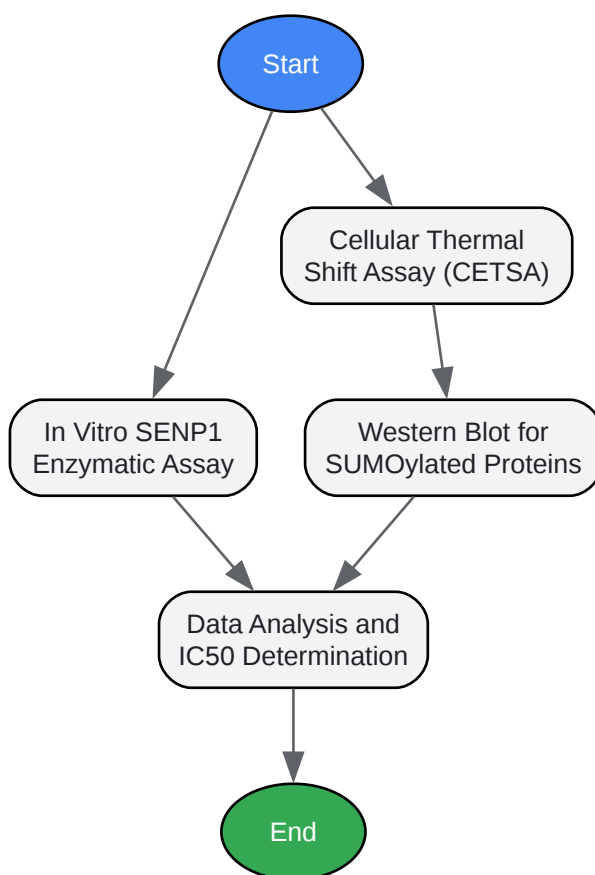 Start
Cellular Thermal
Shift Assay (CETSA)
In Vitro SENP1
Enzymatic Assay
Western Blot for
SUMOylated Proteins
Data Analysis and
IC50 Determination
End